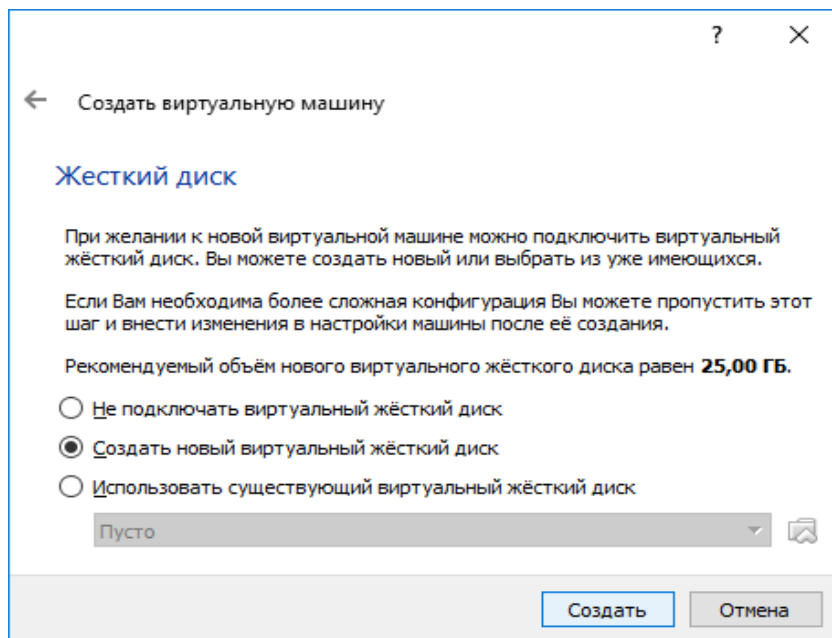 ?
Создать виртуальную машину
Жесткий диск
При желании к новой виртуальной машине можно подключить виртуальный
жёсткий диск. Вы можете создать новый или выбрать из уже имеющихся.
Если Вам необходима более сложная конфигурация Вы можете пропустить этот
шаг и внести изменения в настройки машины после её создания.
Рекомендуемый объём нового виртуального жёсткого диска равен 25,00 ГБ.
Не подключать виртуальный жёсткий диск
Создать новый виртуальный жёсткий диск
Использовать существующий виртуальный жёсткий диск
Пусто
Создать Отмена